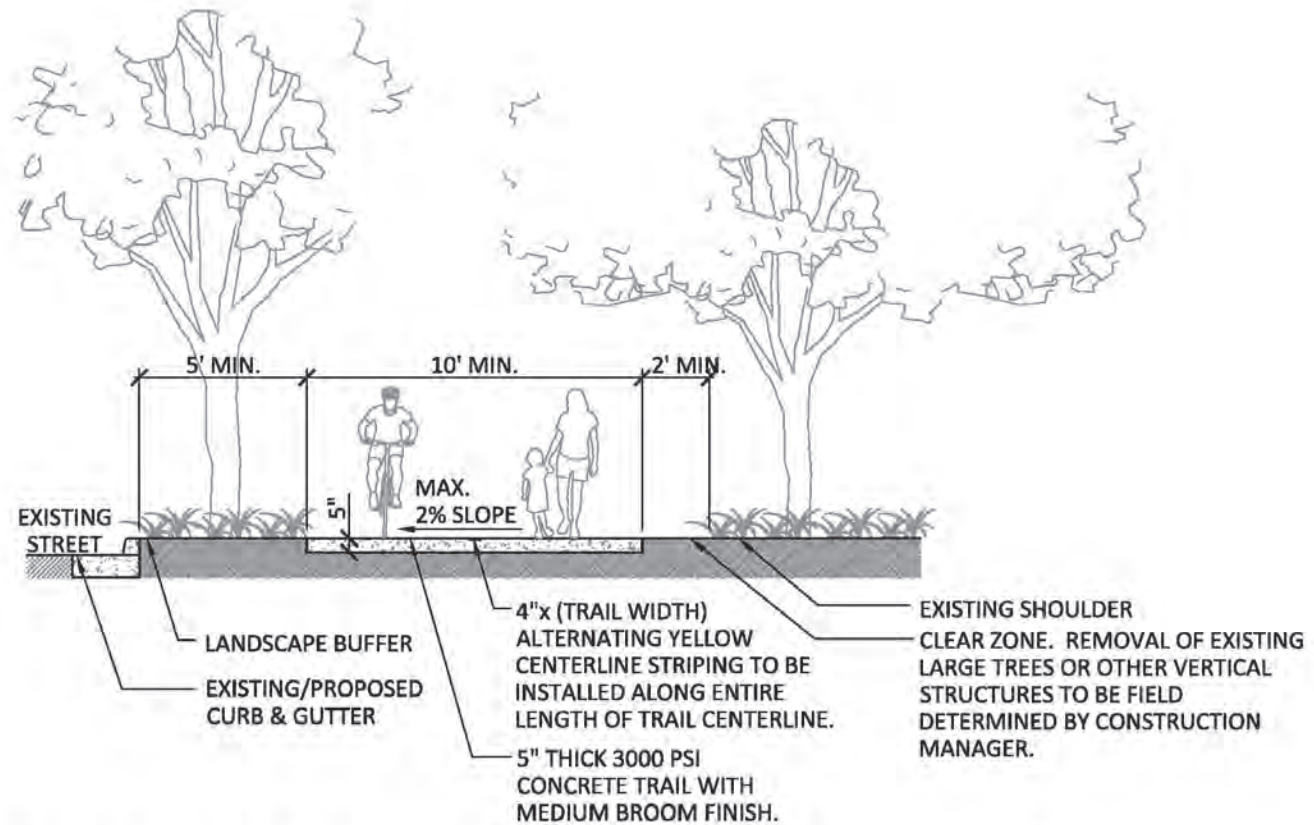 5' MIN.
10' MIN.
2' MIN.
5"
MAX.
2% SLOPE
EXISTING
STREET
LANDSCAPE BUFFER
EXISTING/PROPOSED
CURB & GUTTER
4"x (TRAIL WIDTH)
ALTERNATING YELLOW
CENTERLINE STRIPING TO BE
INSTALLED ALONG ENTIRE
LENGTH OF TRAIL CENTERLINE.
5" THICK 3000 PSI
CONCRETE TRAIL WITH
MEDIUM BROOM FINISH.
EXISTING SHOULDER
CLEAR ZONE. REMOVAL OF EXISTING
LARGE TREES OR OTHER VERTICAL
STRUCTURES TO BE FIELD
DETERMINED BY CONSTRUCTION
MANAGER.